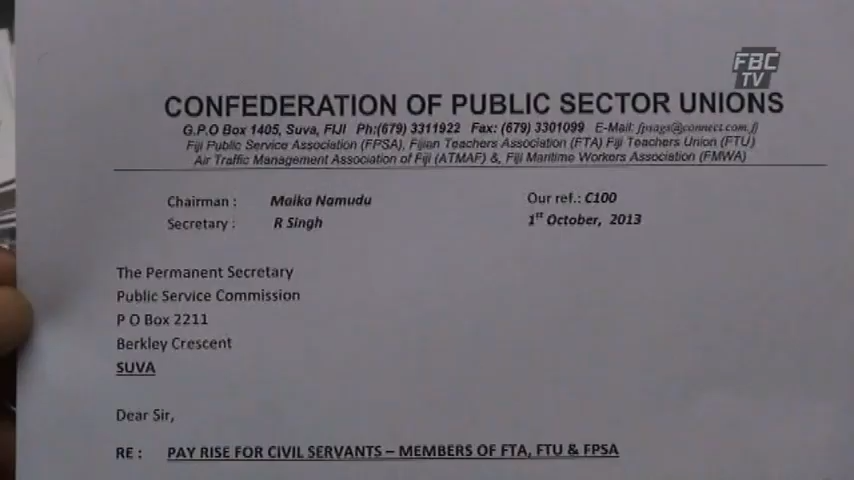 FBC
TV
CONFEDERATION OF PUBLIC SECTOR UNIONS
G.P.O Box 1405, Suva, FIJI Ph:(679) 3311922 Fax: (679) 3301099 E-Mail: fpsags@connect.com.fj
Fiji Public Service Association (FPSA), Fijian Teachers Association (FTA) Fiji Teachers Union (FTU)
Air Traffic Management Association of Fiji (ATMAF) &, Fiji Maritime Workers Association (FMWA)
Chairman : Maika Namudu Our ref.: C100
Secretary : R Singh 1st October, 2013
The Permanent Secretary
Public Service Commission
P O Box 2211
Berkley Crescent
SUVA
Dear Sir,
RE : PAY RISE FOR CIVIL SERVANTS – MEMBERS OF FTA, FTU & FPSA